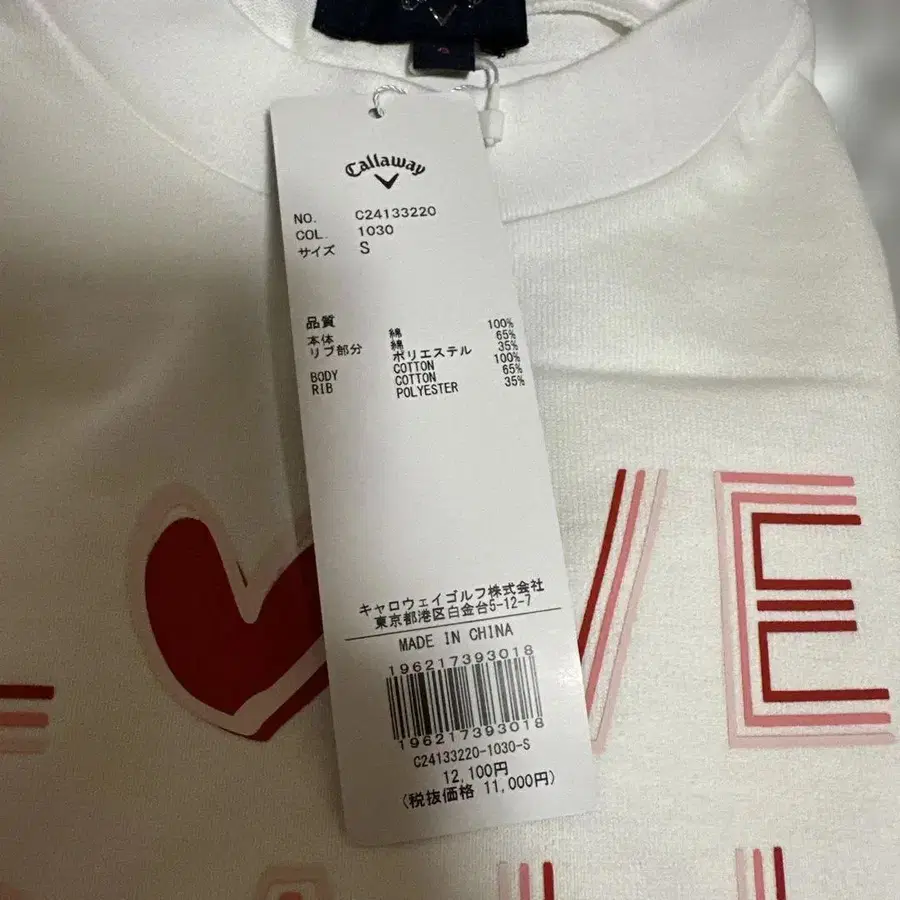 Callaway
NO. C24133220
COL. 1030
サイズ S
品質
本体 綿 100%
リブ部分 綿 65%
ポリエステル 35%
BODY COTTON 100%
RIB COTTON 65%
POLYESTER 35%
キャロウェイゴルフ株式会社
東京都港区白金台5-12-7
MADE IN CHINA
196217393018
196217393018
C24133220-1030-S
12,100円
(税抜価格 11,000円)
VE